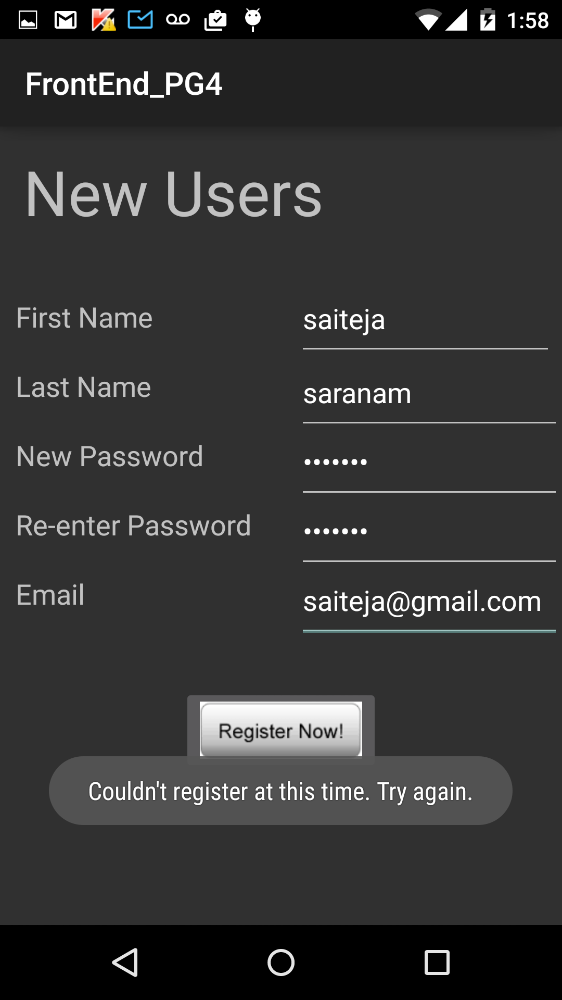 1:58
FrontEnd_PG4
New Users
First Name saiteja
Last Name saranam
New Password •••••••
Re-enter Password •••••••
Email saiteja@gmail.com
Register Now!
Couldn't register at this time. Try again.